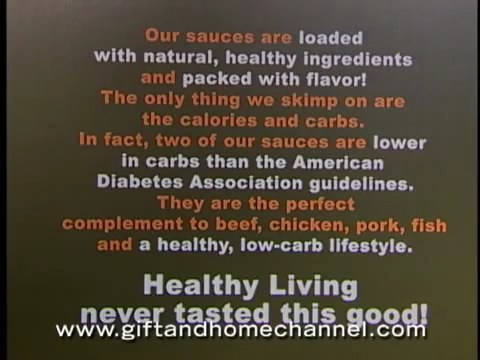 Our sauces are loaded
with natural, healthy ingredients
and packed with flavor!
The only thing we skimp on are
the calories and carbs.
In fact, two of our sauces are lower
in carbs than the American
Diabetes Association guidelines.
They are the perfect
complement to beef, chicken, pork, fish
and a healthy, low-carb lifestyle.
Healthy Living
never tasted this good!
www.giftandhomechannel.com